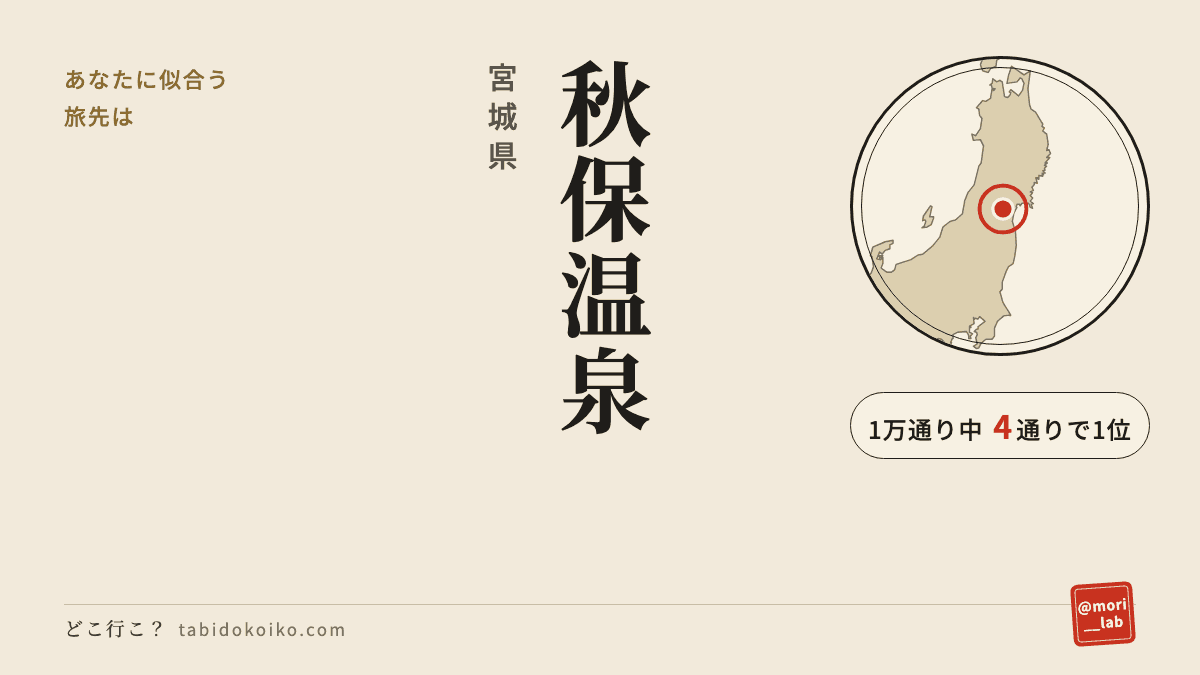 あなたに似合う
旅先は
秋保温泉
宮城県
1万通り中 4通りで1位
どこ行こ? tabidokoiko.com
@mori
__lab